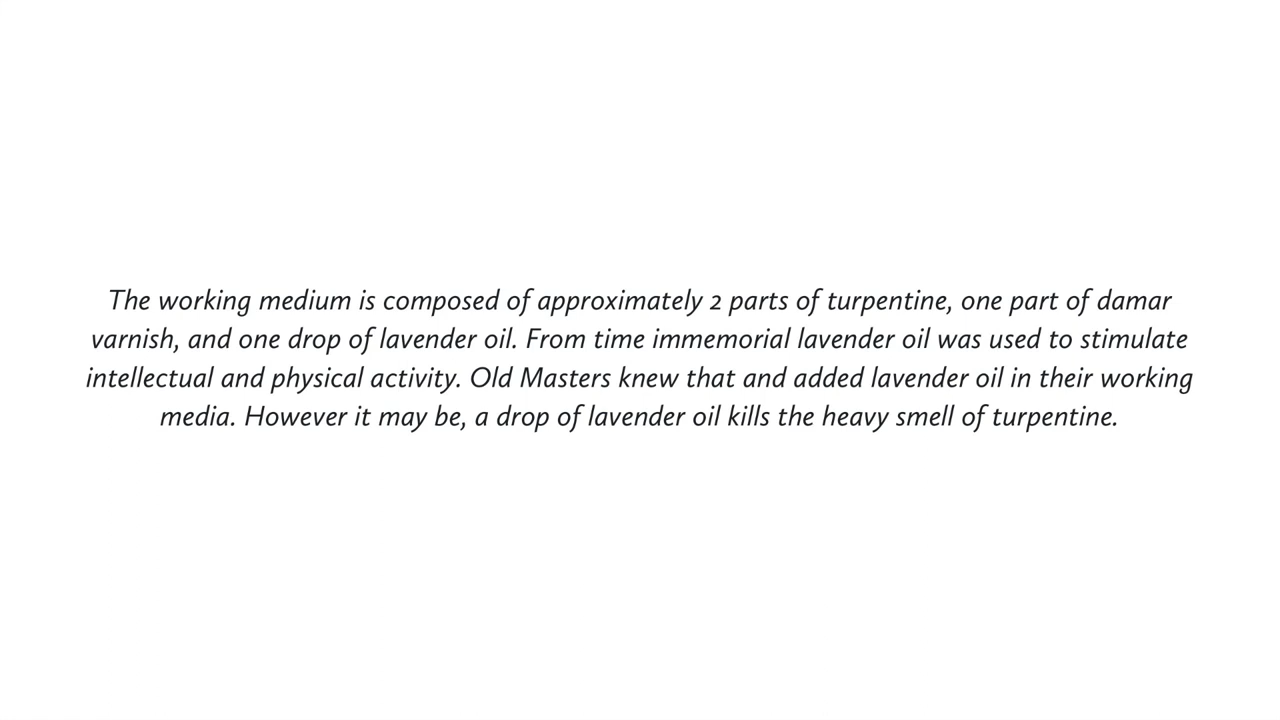 The working medium is composed of approximately 2 parts of turpentine, one part of damar
varnish, and one drop of lavender oil. From time immemorial lavender oil was used to stimulate
intellectual and physical activity. Old Masters knew that and added lavender oil in their working
media. However it may be, a drop of lavender oil kills the heavy smell of turpentine.